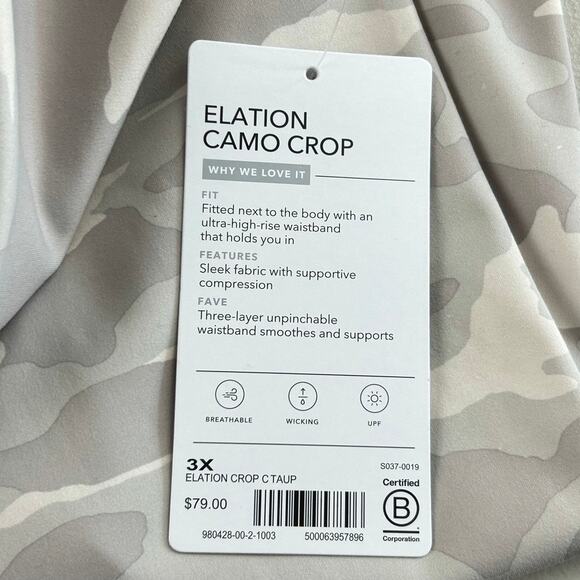 ELATION
CAMO CROP
WHY WE LOVE IT
FIT
Fitted next to the body with an
ultra-high-rise waistband
that holds you in
FEATURES
Sleek fabric with supportive
compression
FAVE
Three-layer unpinchable
waistband smoothes and supports
BREATHABLE
WICKING
UPF
3X
S037-0019
ELATION CROP C TAUP
$79.00
980428-00-2-1003
500063957896
Certified
B
Corporation